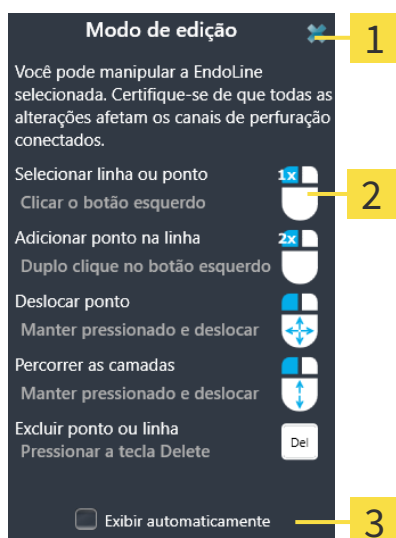 Modo de edição
1
Você pode manipular a EndoLine
selecionada. Certifique-se de que todas as
alterações afetam os canais de perfuração
conectados.
Selecionar linha ou ponto
1x
Clicar o botão esquerdo
2
Adicionar ponto na linha
2x
Duplo clique no botão esquerdo
Deslocar ponto
Manter pressionado e deslocar
Percorrer as camadas
Manter pressionado e deslocar
Excluir ponto ou linha
Pressionar a tecla Delete
Del
Exibir automaticamente
3